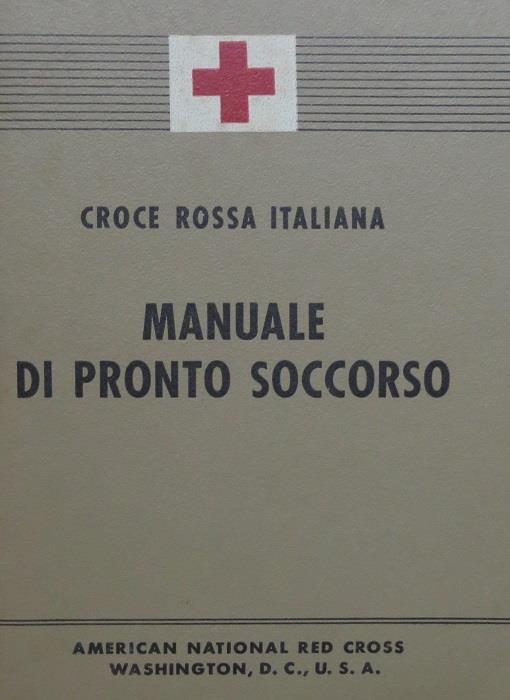 CROCE ROSSA ITALIANA
MANUALE
DI PRONTO SOCCORSO
AMERICAN NATIONAL RED CROSS
WASHINGTON, D. C., U. S. A.